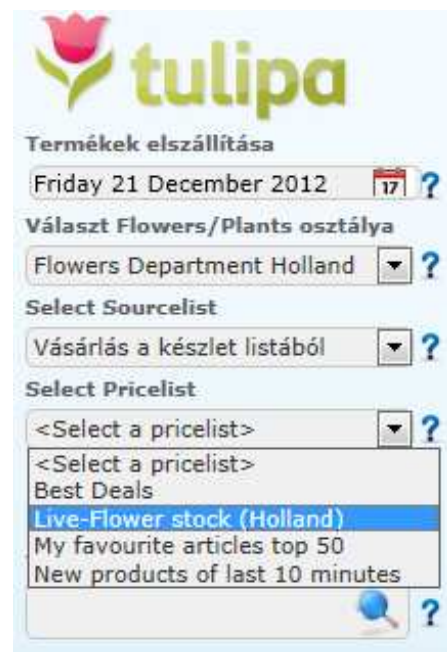 tulipa
Termékek elszállítása
Friday 21 December 2012 17 ?
Választ Flowers/Plants osztálya
Flowers Department Holland ?
Select Sourcelist
Vásárlás a készlet listából ?
Select Pricelist
<Select a pricelist> ?
<Select a pricelist>
Best Deals
Live-Flower stock (Holland)
My favourite articles top 50
New products of last 10 minutes
?